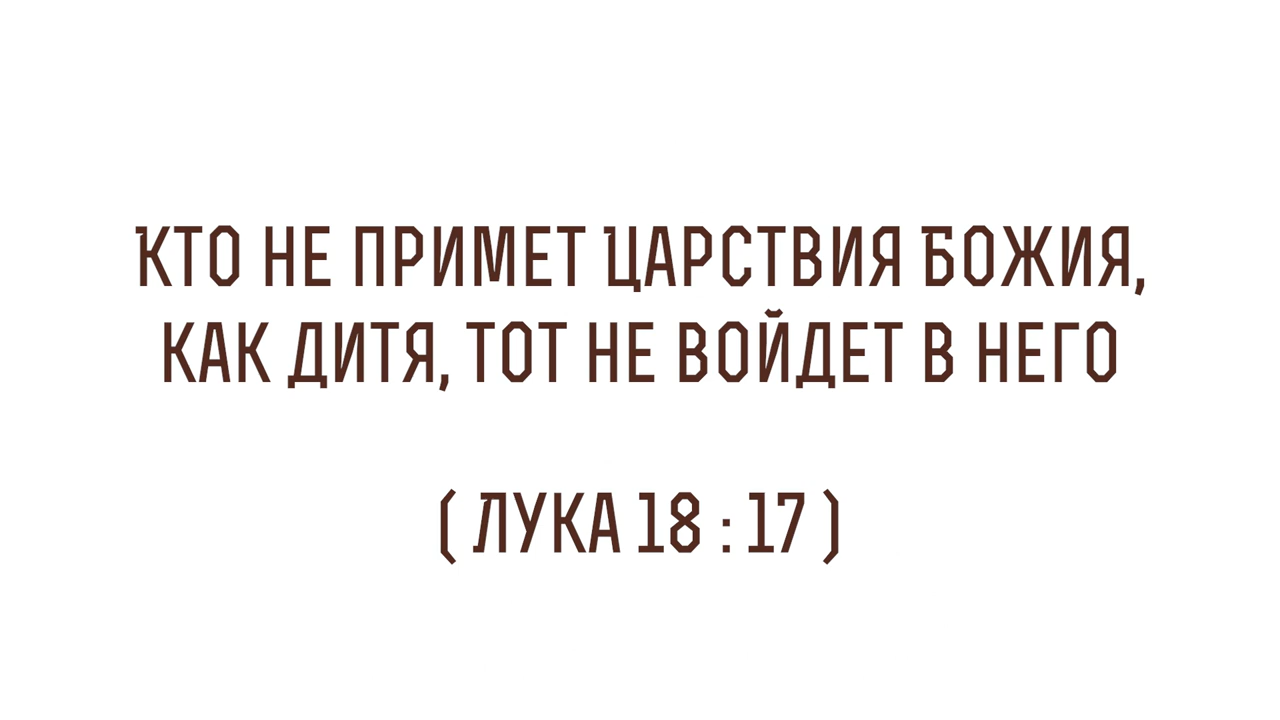 КТО НЕ ПРИМЕТ ЦАРСТВИЯ БОЖИЯ,
КАК ДИТЯ, ТОТ НЕ ВОЙДЕТ В НЕГО
( ЛУКА 18 : 17 )